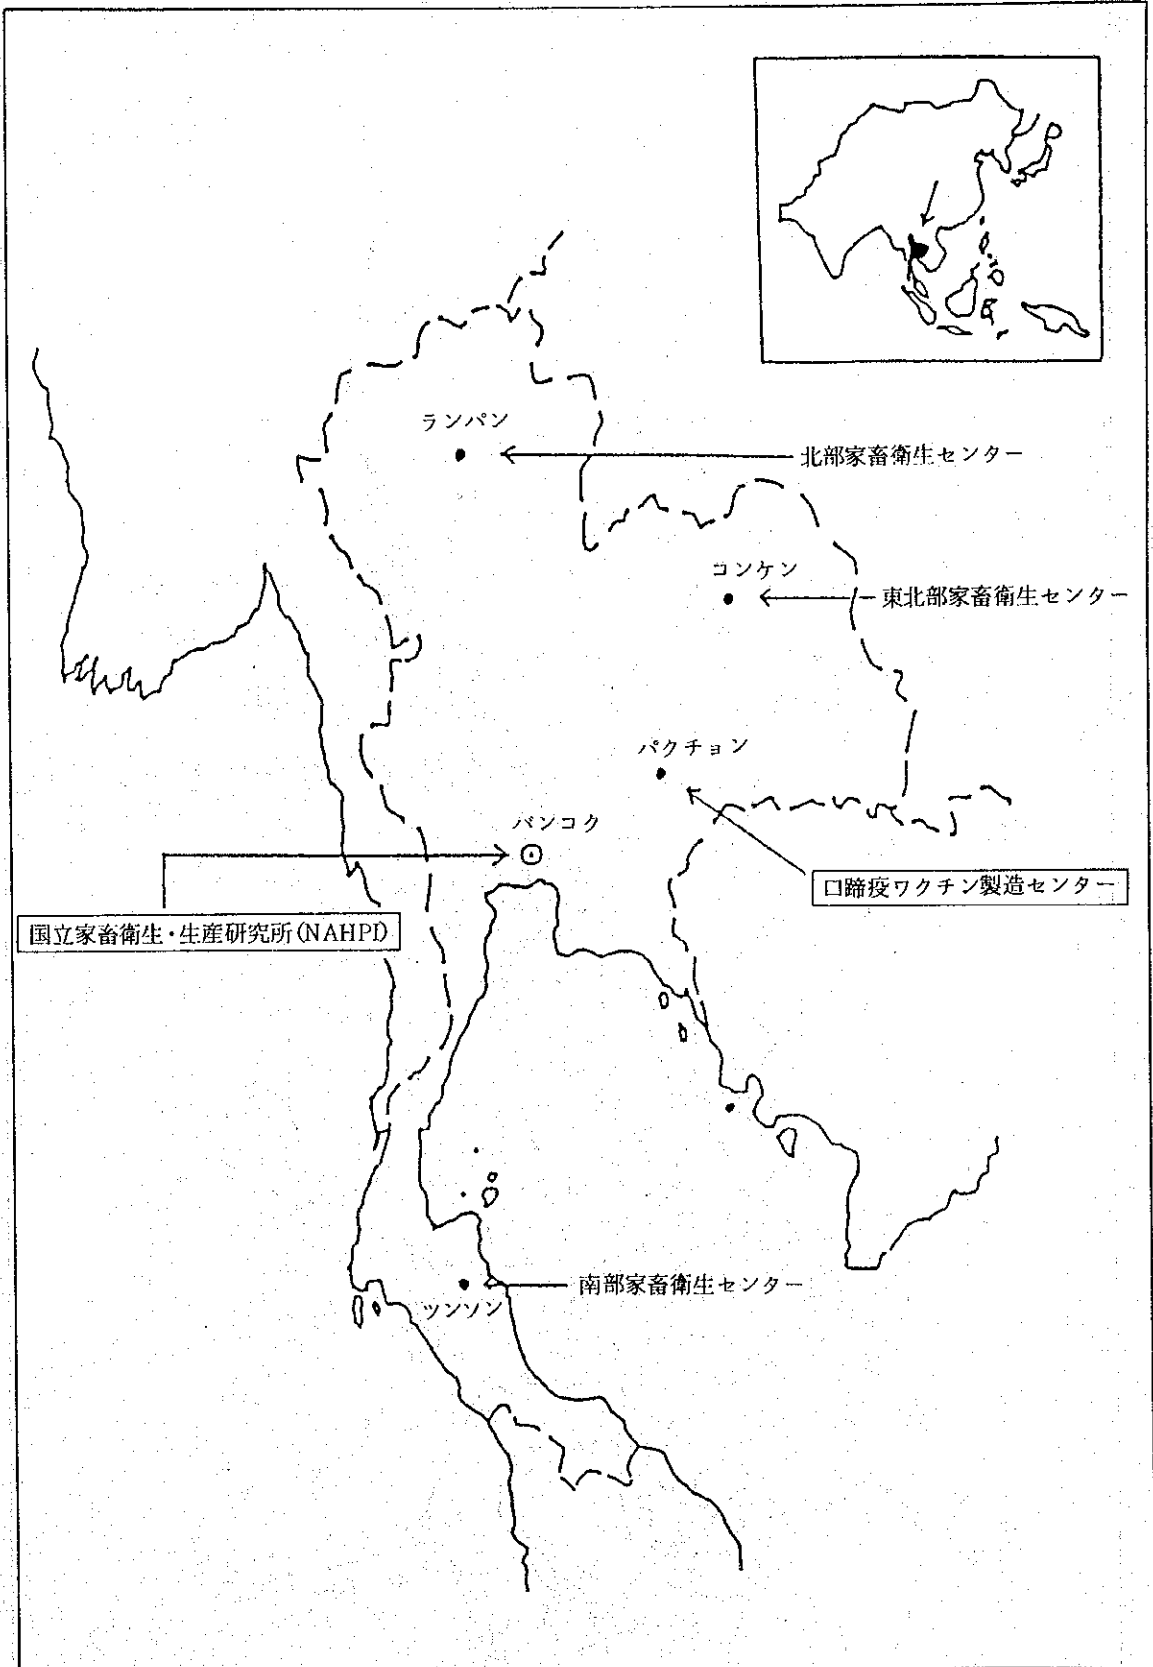 ランパン
北部家畜衛生センター
コンケン
東北部家畜衛生センター
パクチョン
バンコク
口蹄疫ワクチン製造センター
国立家畜衛生・生産研究所(NAHPI)
南部家畜衛生センター
ツンソン